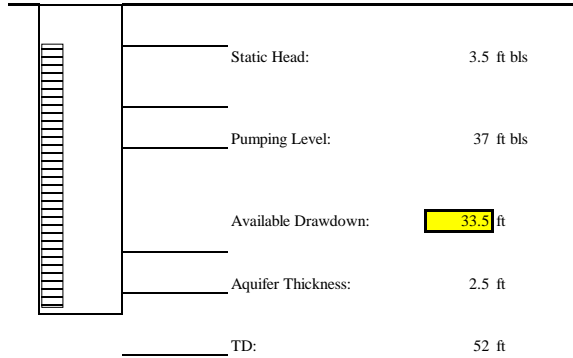 Static Head: 3.5 ft bls
Pumping Level: 37 ft bls
Available Drawdown: 33.5 ft
Aquifer Thickness: 2.5 ft
TD: 52 ft